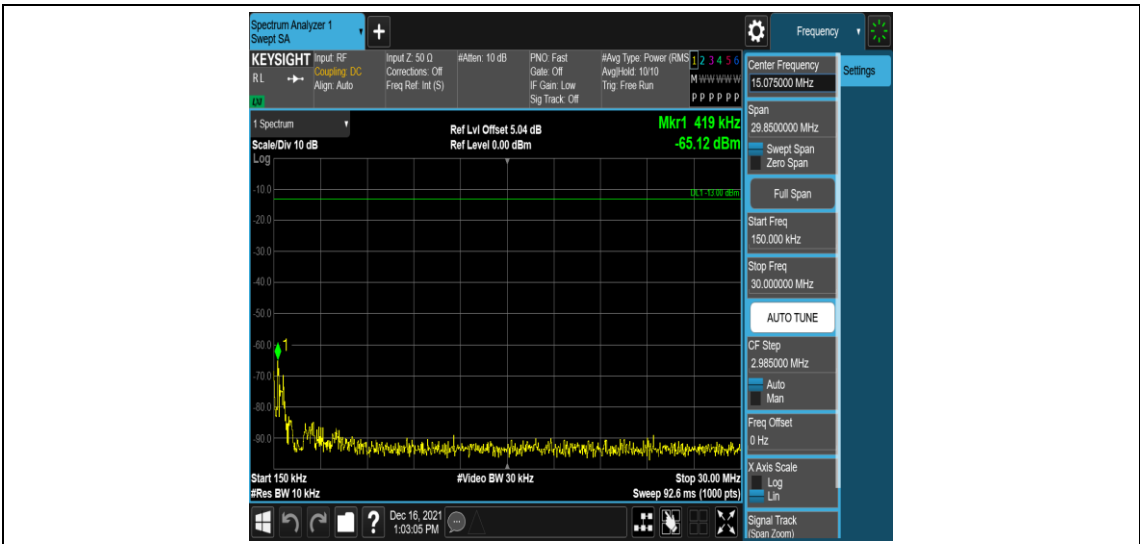 Spectrum Analyzer 1
Swept SA
+
Frequency
KEYSIGHT
RL
LXI
Input: RF
Coupling: DC
Align: Auto
Input Z: 50 Ω
Corrections: Off
Freq Ref: Int (S)
#Atten: 10 dB
PNO: Fast
Gate: Off
IF Gain: Low
Sig Track: Off
#Avg Type: Power (RMS
Avg|Hold: 10/10
Trig: Free Run
1 2 3 4 5 6
M W W W W W
P P P P P P
Center Frequency
15.075000 MHz
Settings
Span
29.8500000 MHz
Swept Span
Zero Span
Full Span
Start Freq
150.000 kHz
Stop Freq
30.000000 MHz
AUTO TUNE
CF Step
2.985000 MHz
Auto
Man
Freq Offset
0 Hz
X Axis Scale
Log
Lin
Signal Track
(Span Zoom)
1 Spectrum
Scale/Div 10 dB
Log
Ref Lvl Offset 5.04 dB
Ref Level 0.00 dBm
Mkr1 419 kHz
-65.12 dBm
DL1 -13.00 dBm
-10.0
-20.0
-30.0
-40.0
-50.0
-60.0
1
-70.0
-80.0
-90.0
Start 150 kHz
#Video BW 30 kHz
Stop 30.00 MHz
#Res BW 10 kHz
Sweep 92.6 ms (1000 pts)
?
Dec 16, 2021
1:03:05 PM